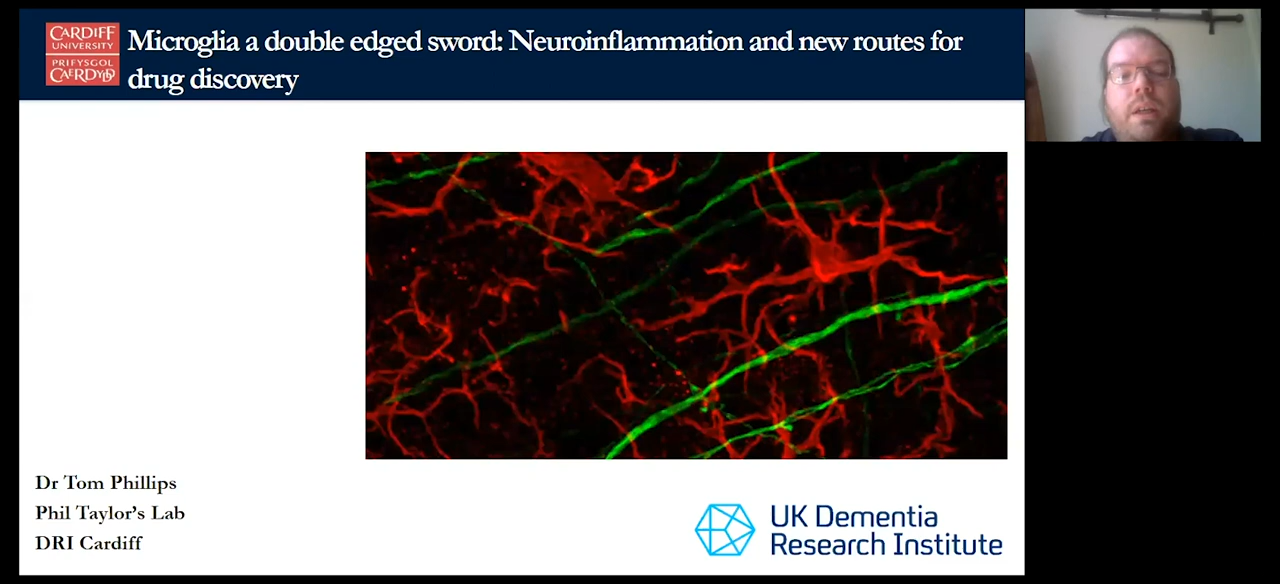 CARDIFF
UNIVERSITY
PRIFYSGOL
CAERDYDD
Microglia a double edged sword: Neuroinflammation and new routes for
drug discovery
Dr Tom Phillips
Phil Taylor's Lab
DRI Cardiff
UK Dementia
Research Institute